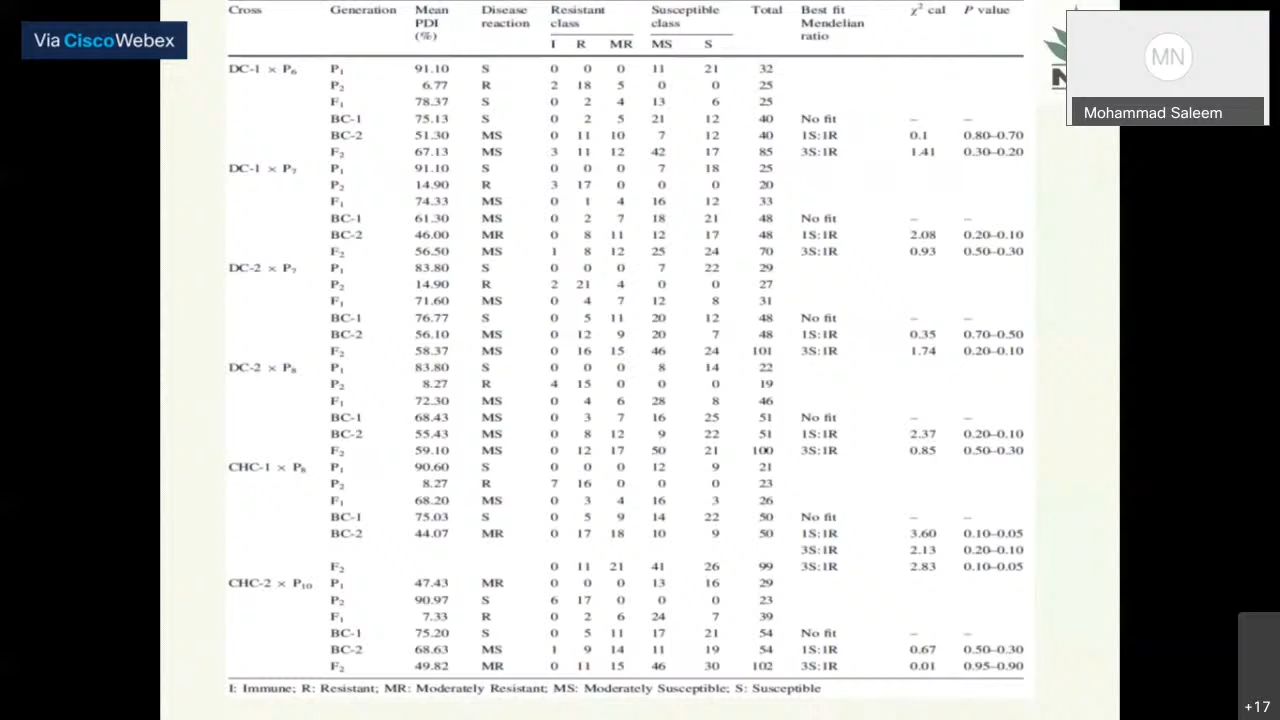 Via CiscoWebex
Cross Generation Mean PDI (%) Disease reaction Resistant class Susceptible class Total Best fit Mendelian ratio χ² cal P value
I R MR MS S
DC-1 × P₆ P₁ 91.10 S 0 0 0 11 21 32
P₂ 6.77 R 2 18 5 0 0 25
F₁ 78.37 S 0 2 4 13 6 25
BC-1 75.13 S 0 2 5 21 12 40 No fit – –
BC-2 51.30 MS 0 11 10 7 12 40 1S:1R 0.1 0.80–0.70
F₂ 67.13 MS 3 11 12 42 17 85 3S:1R 1.41 0.30–0.20
DC-1 × P₇ P₁ 91.10 S 0 0 0 7 18 25
P₂ 14.90 R 3 17 0 0 0 20
F₁ 74.33 MS 0 1 4 16 12 33
BC-1 61.30 MS 0 2 7 18 21 48 No fit – –
BC-2 46.00 MR 0 8 11 12 17 48 1S:1R 2.08 0.20–0.10
F₂ 56.50 MS 1 8 12 25 24 70 3S:1R 0.93 0.50–0.30
DC-2 × P₇ P₁ 83.80 S 0 0 0 7 22 29
P₂ 14.90 R 2 21 4 0 0 27
F₁ 71.60 MS 0 4 7 12 8 31
BC-1 76.77 S 0 5 11 20 12 48 No fit – –
BC-2 56.10 MS 0 12 9 20 7 48 1S:1R 0.35 0.70–0.50
F₂ 58.37 MS 0 16 15 46 24 101 3S:1R 1.74 0.20–0.10
DC-2 × P₈ P₁ 83.80 S 0 0 0 8 14 22
P₂ 8.27 R 4 15 0 0 0 19
F₁ 72.30 MS 0 4 6 28 8 46
BC-1 68.43 MS 0 3 7 16 25 51 No fit – –
BC-2 55.43 MS 0 8 12 9 22 51 1S:1R 2.37 0.20–0.10
F₂ 59.10 MS 0 12 17 50 21 100 3S:1R 0.85 0.50–0.30
CHC-1 × P₈ P₁ 90.60 S 0 0 0 12 9 21
P₂ 8.27 R 7 16 0 0 0 23
F₁ 68.20 MS 0 3 4 16 3 26
BC-1 75.03 S 0 5 9 14 22 50 No fit – –
BC-2 44.07 MR 0 17 18 10 9 50 1S:1R 3.60 0.10–0.05
3S:1R 2.13 0.20–0.10
F₂ 0 11 21 41 26 99 3S:1R 2.83 0.10–0.05
CHC-2 × P₁₀ P₁ 47.43 MR 0 0 0 13 16 29
P₂ 90.97 S 6 17 0 0 0 23
F₁ 7.33 R 0 2 6 24 7 39
BC-1 75.20 S 0 5 11 17 21 54 No fit – –
BC-2 68.63 MS 1 9 14 11 19 54 1S:1R 0.67 0.50–0.30
F₂ 49.82 MR 0 11 15 46 30 102 3S:1R 0.01 0.95–0.90
I: Immune; R: Resistant; MR: Moderately Resistant; MS: Moderately Susceptible; S: Susceptible
MN
Mohammad Saleem
+17